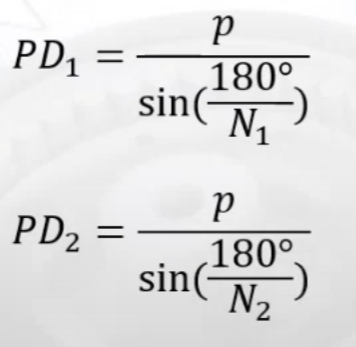 PD₁ = p / sin(180°/N₁)
PD₂ = p / sin(180°/N₂)